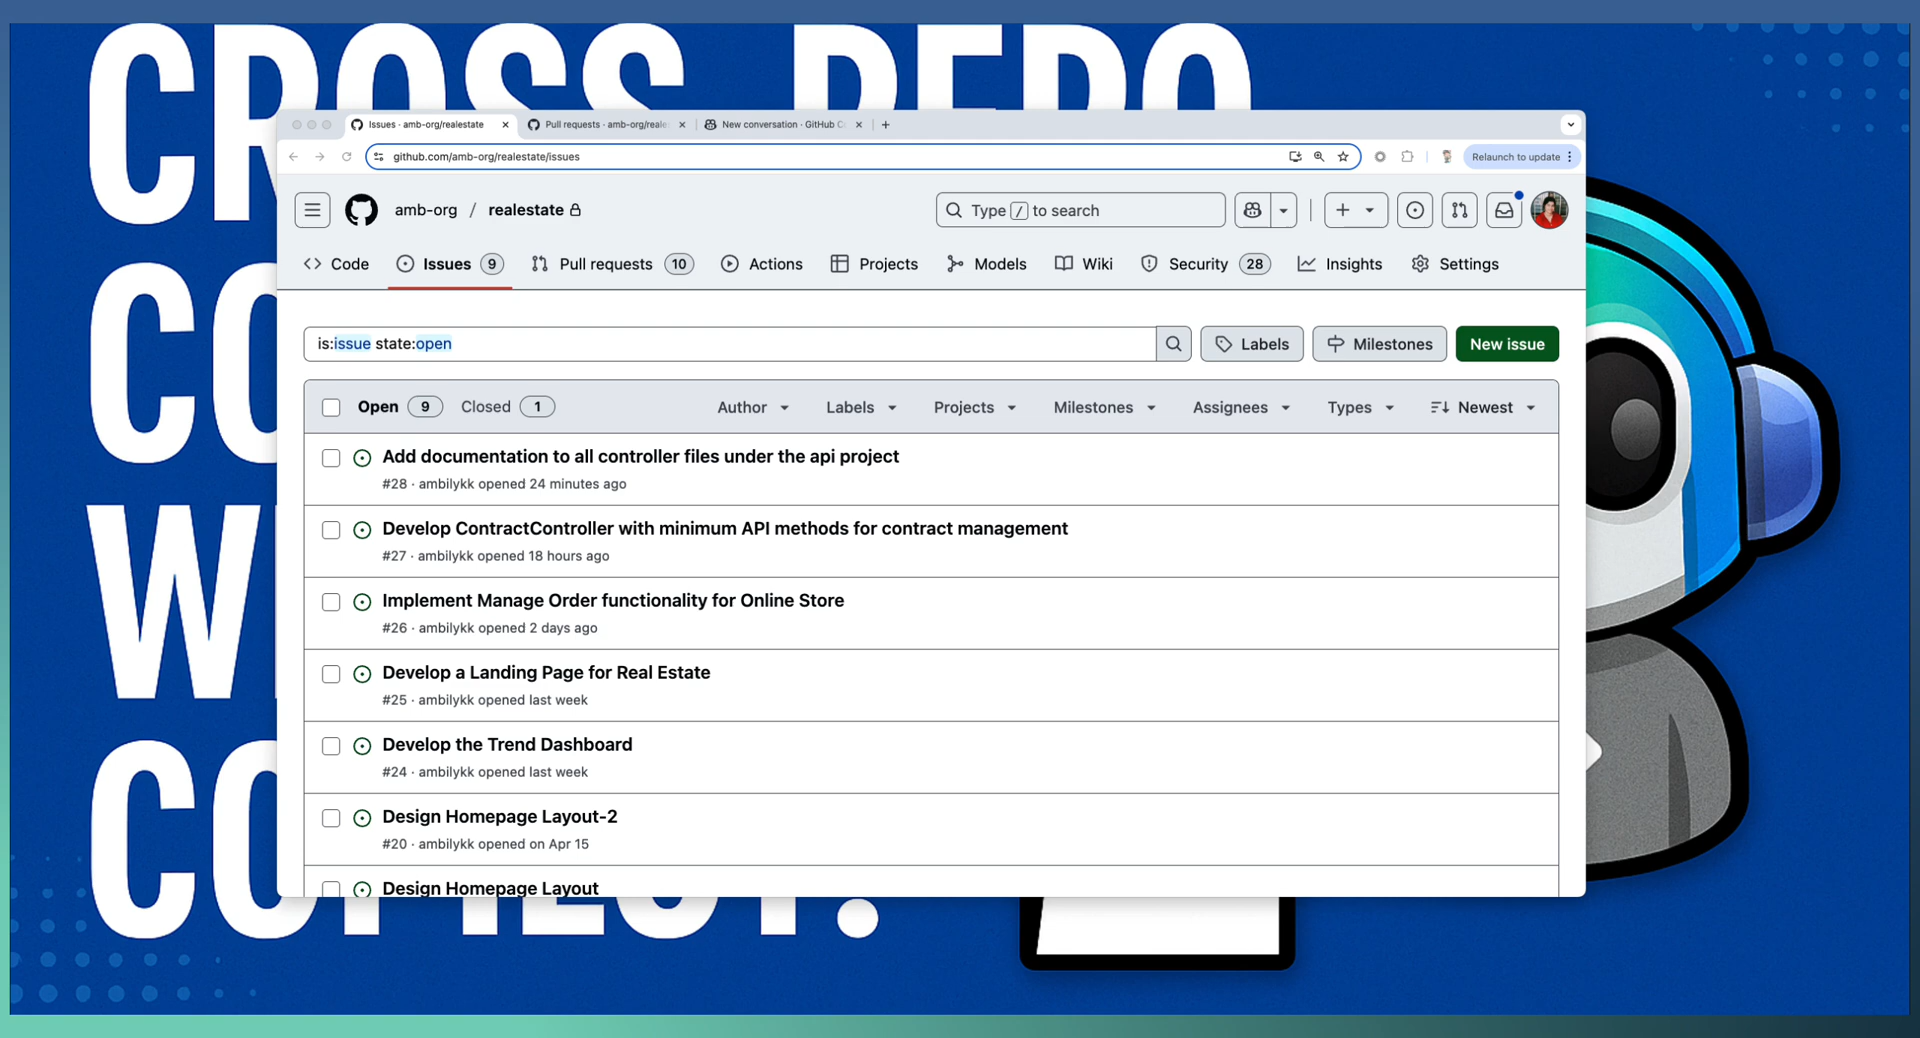 CROSS-REPO
Issues · amb-org/realestate
Pull requests · amb-org/reale
New conversation · GitHub C
github.com/amb-org/realestate/issues
Relaunch to update
amb-org / realestate
Type / to search
Code
Issues 9
Pull requests 10
Actions
Projects
Models
Wiki
Security 28
Insights
Settings
is:issue state:open
Labels
Milestones
New issue
Open 9
Closed 1
Author
Labels
Projects
Milestones
Assignees
Types
Newest
Add documentation to all controller files under the api project
#28 · ambilykk opened 24 minutes ago
Develop ContractController with minimum API methods for contract management
#27 · ambilykk opened 18 hours ago
Implement Manage Order functionality for Online Store
#26 · ambilykk opened 2 days ago
Develop a Landing Page for Real Estate
#25 · ambilykk opened last week
Develop the Trend Dashboard
#24 · ambilykk opened last week
Design Homepage Layout-2
#20 · ambilykk opened on Apr 15
Design Homepage Layout
CO
W
COPILOT.